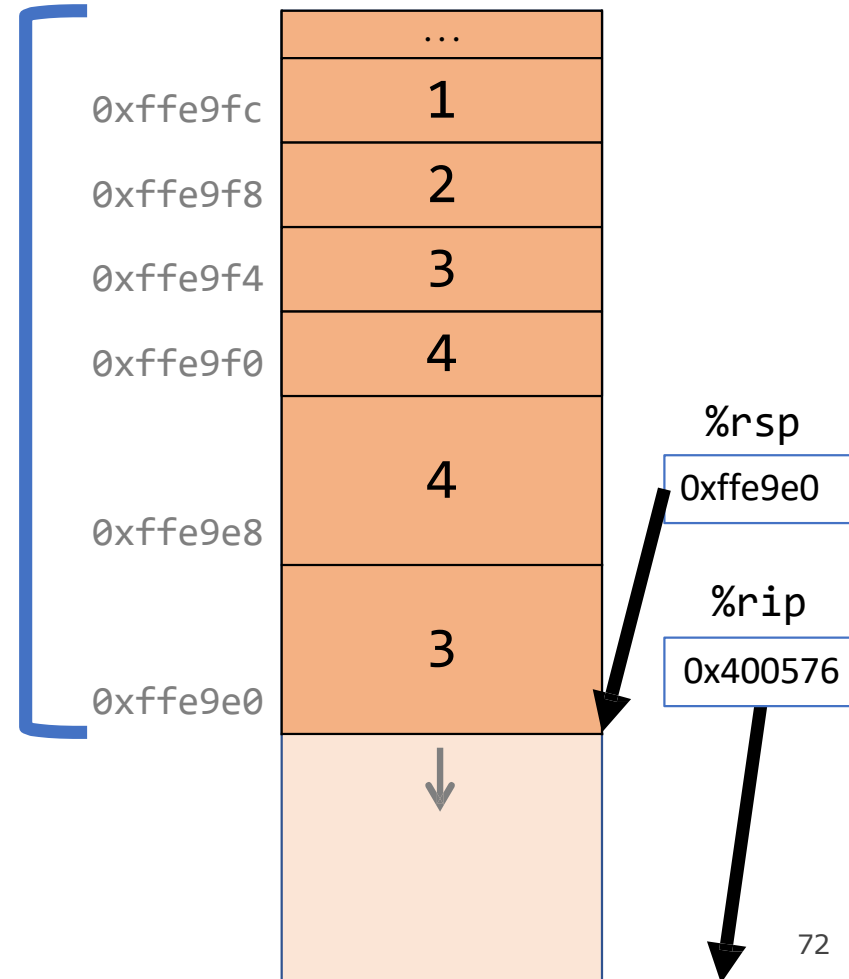 ...
0xffe9fc 1
0xffe9f8 2
0xffe9f4 3
0xffe9f0 4
%rsp
4 0xffe9e0
0xffe9e8
%rip
3 0x400576
0xffe9e0
72